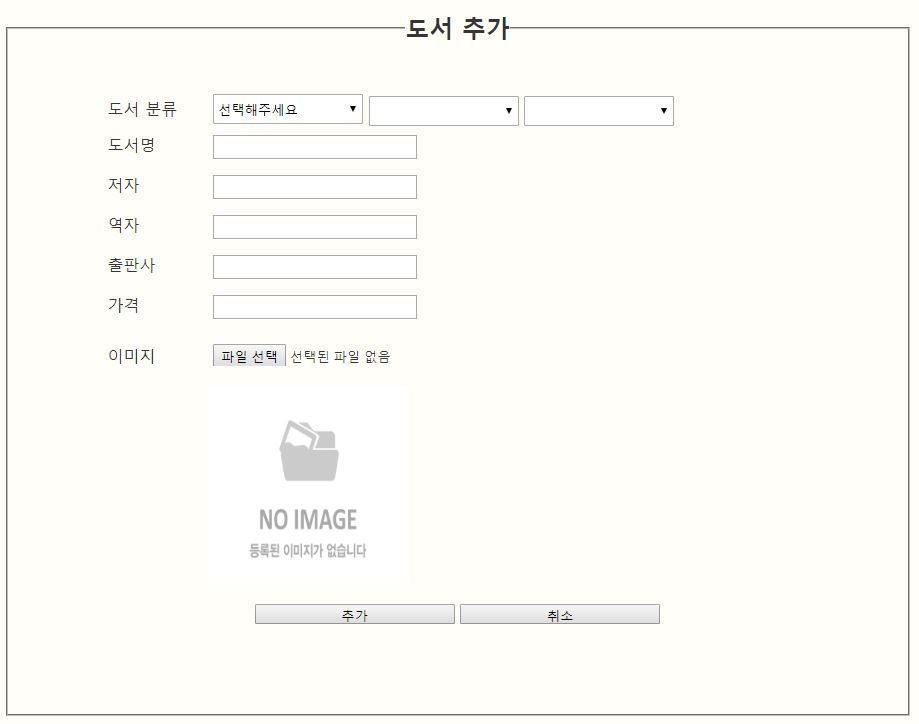 도서 추가
도서 분류 선택해주세요
도서명
저자
역자
출판사
가격
이미지 파일 선택 선택된 파일 없음
NO IMAGE
등록된 이미지가 없습니다
추가 취소